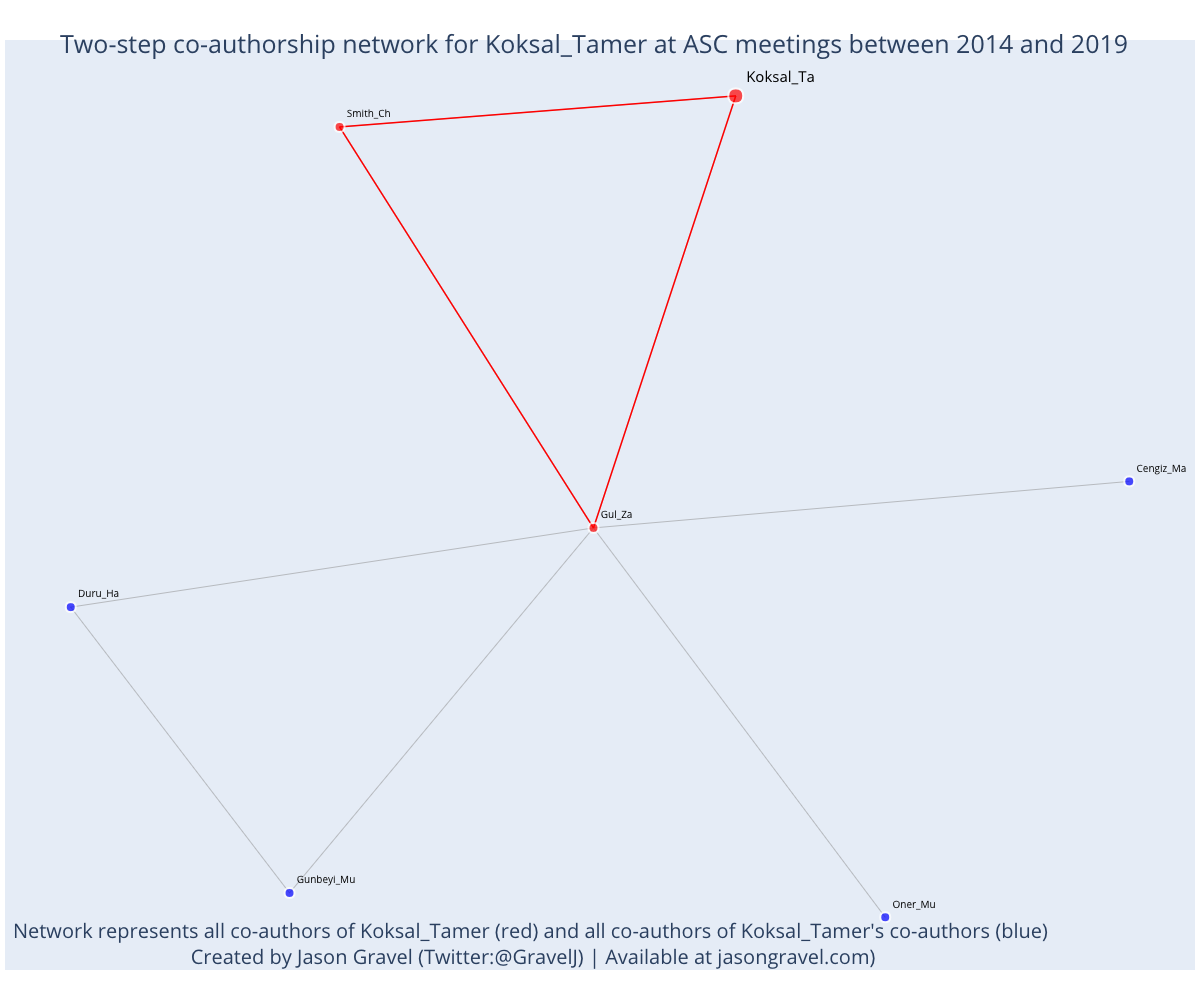 Two-step co-authorship network for Koksal_Tamer at ASC meetings between 2014 and 2019
Koksal_Ta
Smith_Ch
Cengiz_Ma
Gul_Za
Duru_Ha
Gunbeyi_Mu
Oner_Mu
Network represents all co-authors of Koksal_Tamer (red) and all co-authors of Koksal_Tamer's co-authors (blue)
Created by Jason Gravel (Twitter:@GravelJ) | Available at jasongravel.com)